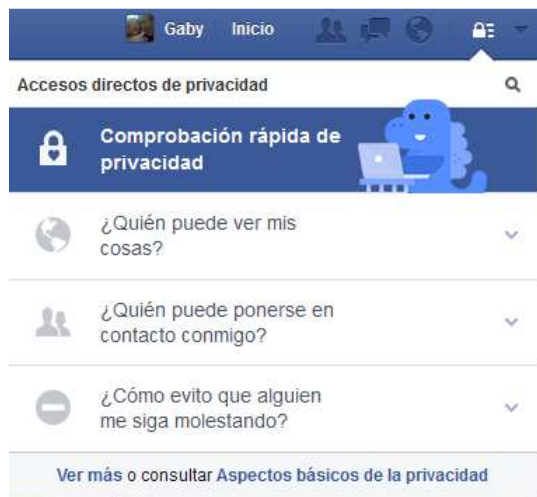 Gaby Inicio
Accesos directos de privacidad
Comprobación rápida de
privacidad
¿Quién puede ver mis
cosas?
¿Quién puede ponerse en
contacto conmigo?
¿Cómo evito que alguien
me siga molestando?
Ver más o consultar Aspectos básicos de la privacidad